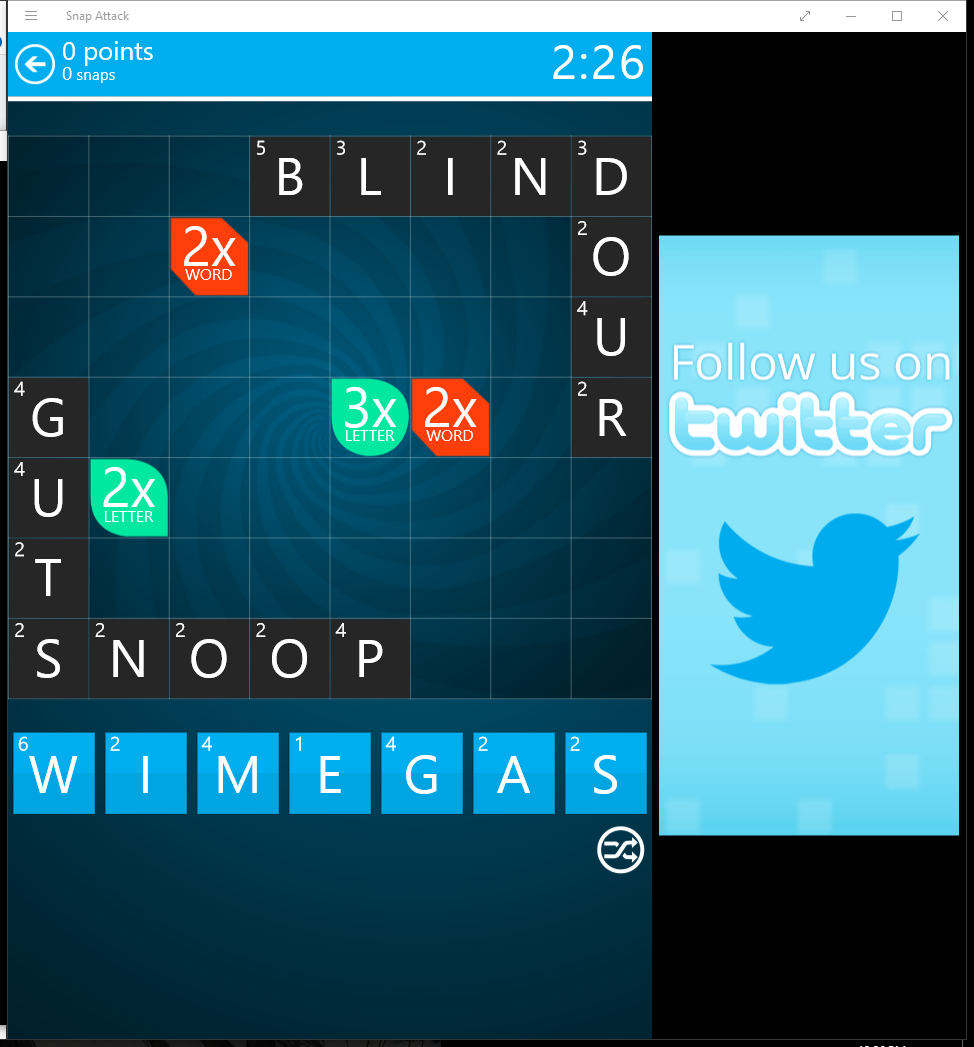 Snap Attack
0 points
0 snaps
2:26
5 B 3 L 2 I 2 N 3 D
2x
WORD
2 O
4 U
4 G
3x
LETTER
2x
WORD
2 R
4 U
2x
LETTER
2 T
2 S 2 N 2 O 2 O 4 P
6 W 2 I 4 M 1 E 4 G 2 A 2 S
Follow us on
twitter